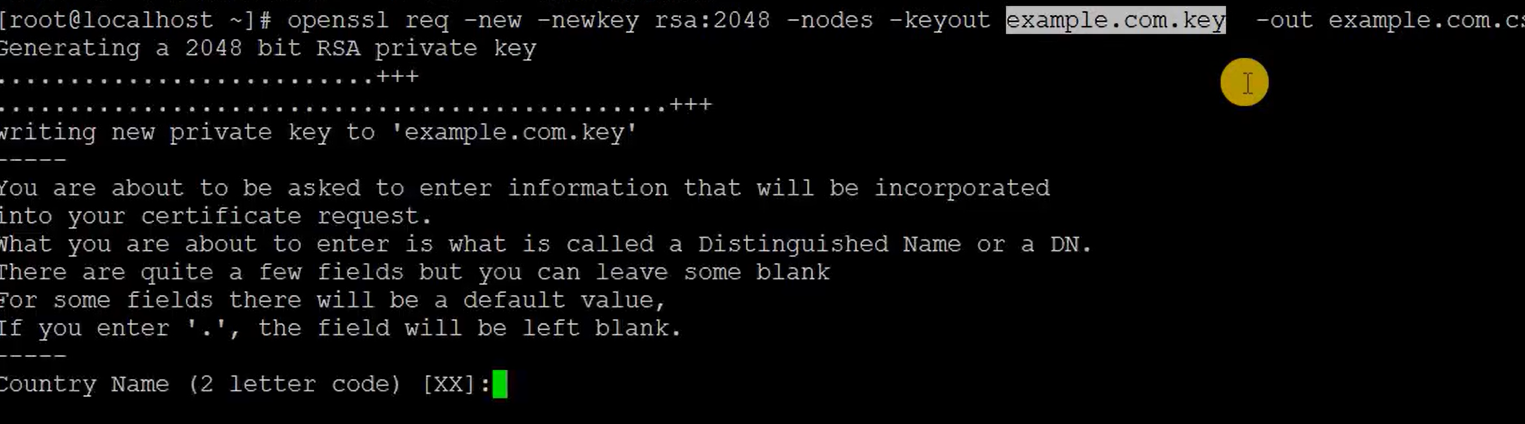 [root@localhost ~]# openssl req -new -newkey rsa:2048 -nodes -keyout example.com.key -out example.com.cs
Generating a 2048 bit RSA private key
..........................+++
..............................................+++
writing new private key to 'example.com.key'
-----
You are about to be asked to enter information that will be incorporated
into your certificate request.
What you are about to enter is what is called a Distinguished Name or a DN.
There are quite a few fields but you can leave some blank
For some fields there will be a default value,
If you enter '.', the field will be left blank.
-----
Country Name (2 letter code) [XX]: